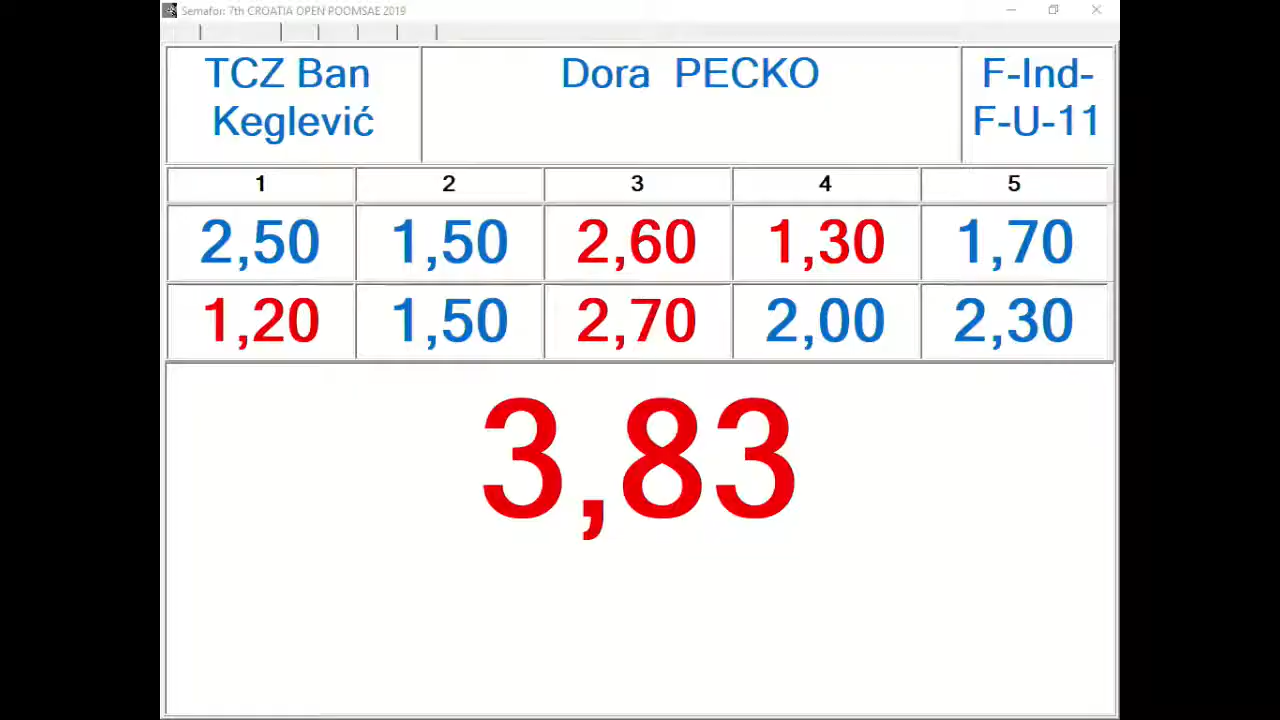 Semafor: 7th CROATIA OPEN POOMSAE 2019
TCZ Ban
Keglević
Dora PECKO
F-Ind-
F-U-11
1 2 3 4 5
2,50 1,50 2,60 1,30 1,70
1,20 1,50 2,70 2,00 2,30
3,83